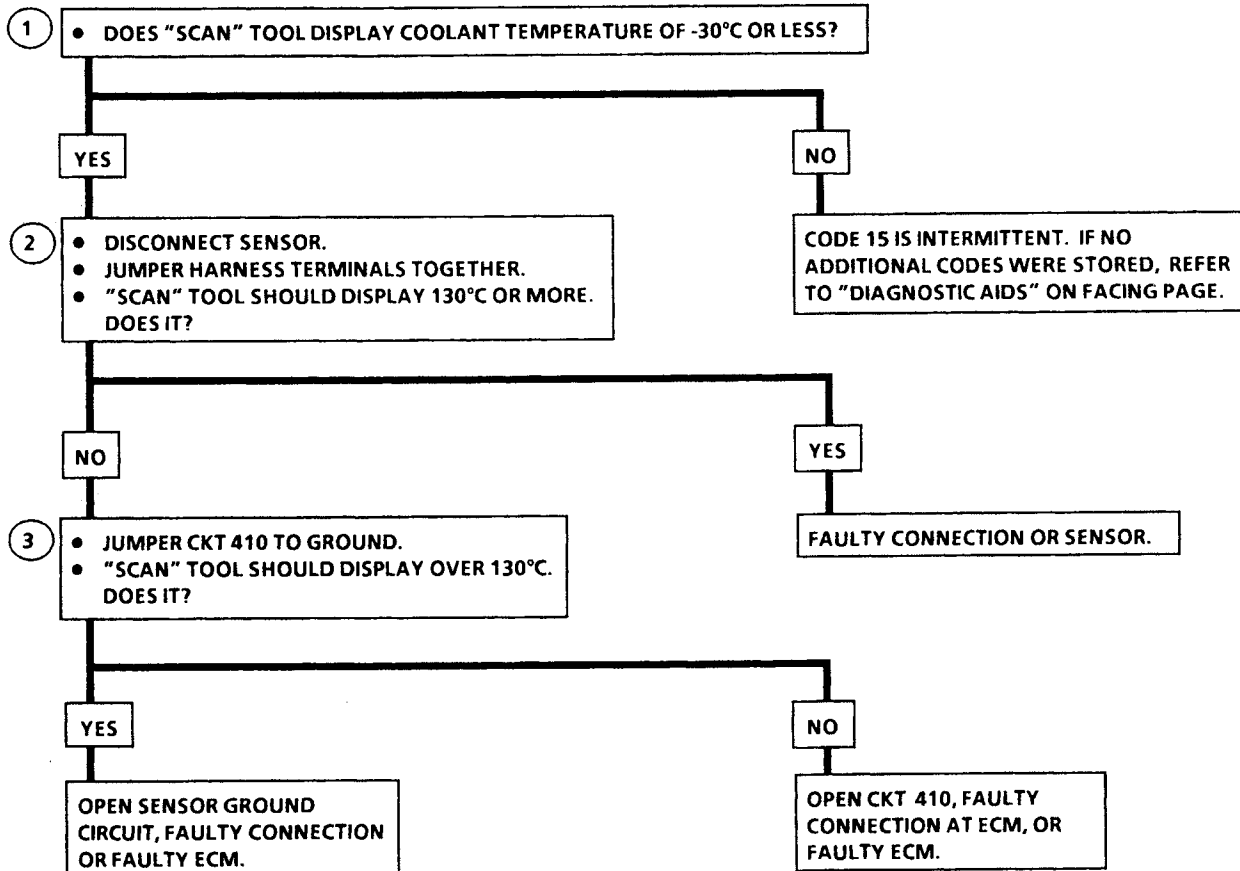 1
• DOES "SCAN" TOOL DISPLAY COOLANT TEMPERATURE OF -30°C OR LESS?
YES
NO
2
• DISCONNECT SENSOR.
• JUMPER HARNESS TERMINALS TOGETHER.
• "SCAN" TOOL SHOULD DISPLAY 130°C OR MORE.
DOES IT?
CODE 15 IS INTERMITTENT. IF NO
ADDITIONAL CODES WERE STORED, REFER
TO "DIAGNOSTIC AIDS" ON FACING PAGE.
NO
YES
3
• JUMPER CKT 410 TO GROUND.
• "SCAN" TOOL SHOULD DISPLAY OVER 130°C.
DOES IT?
FAULTY CONNECTION OR SENSOR.
YES
NO
OPEN SENSOR GROUND
CIRCUIT, FAULTY CONNECTION
OR FAULTY ECM.
OPEN CKT 410, FAULTY
CONNECTION AT ECM, OR
FAULTY ECM.